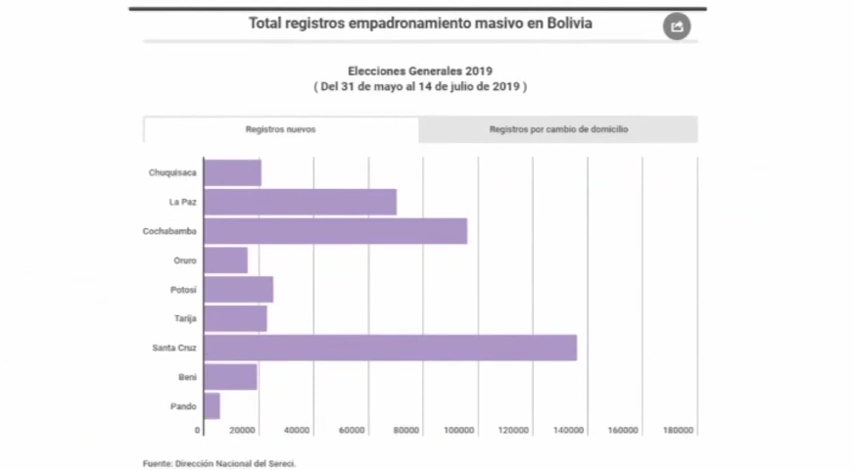 Total registros empadronamiento masivo en Bolivia
Elecciones Generales 2019
( Del 31 de mayo al 14 de julio de 2019 )
Registros nuevos
Registros por cambio de domicilio
Chuquisaca
La Paz
Cochabamba
Oruro
Potosí
Tarija
Santa Cruz
Beni
Pando
0 20000 40000 60000 80000 100000 120000 140000 160000 180000
Fuente: Dirección Nacional del Sereci.